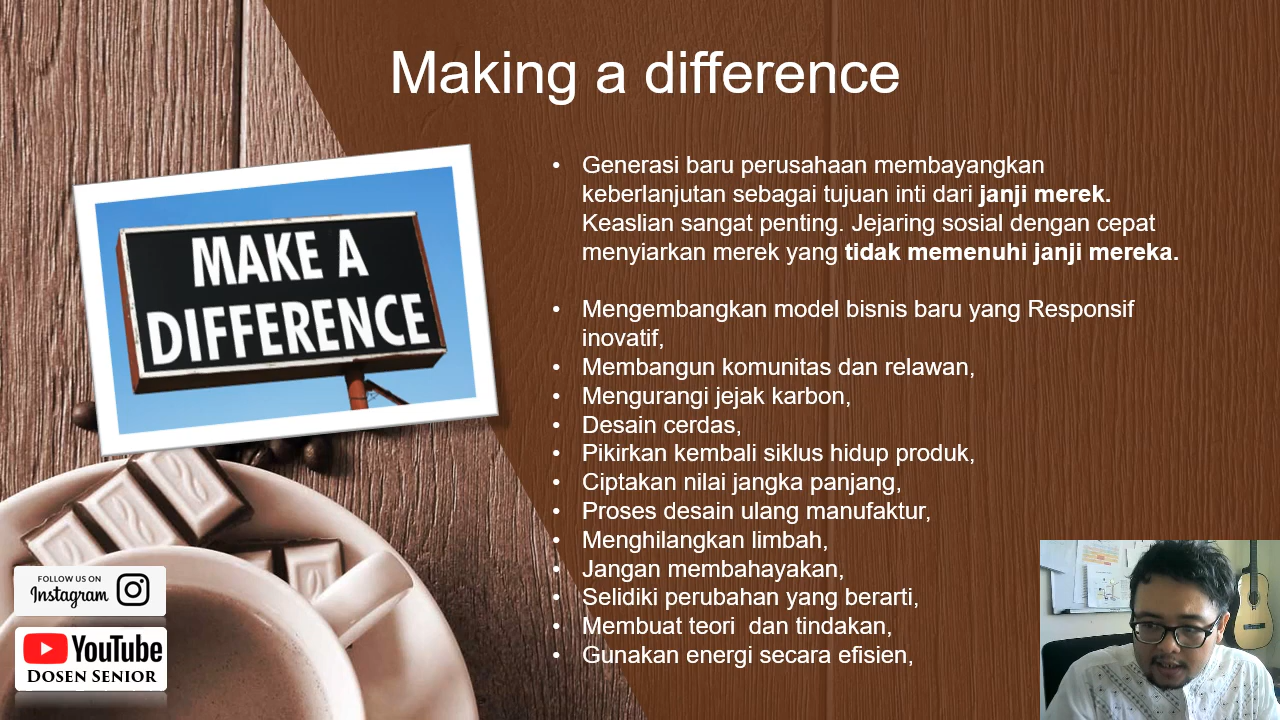 Making a difference
MAKE A
DIFFERENCE
• Generasi baru perusahaan membayangkan
keberlanjutan sebagai tujuan inti dari janji merek.
Keaslian sangat penting. Jejaring sosial dengan cepat
menyiarkan merek yang tidak memenuhi janji mereka.
• Mengembangkan model bisnis baru yang Responsif
inovatif,
• Membangun komunitas dan relawan,
• Mengurangi jejak karbon,
• Desain cerdas,
• Pikirkan kembali siklus hidup produk,
• Ciptakan nilai jangka panjang,
• Proses desain ulang manufaktur,
• Menghilangkan limbah,
• Jangan membahayakan,
• Selidiki perubahan yang berarti,
• Membuat teori  dan tindakan,
• Gunakan energi secara efisien,
FOLLOW US ON
Instagram
YouTube
DOSEN SENIOR